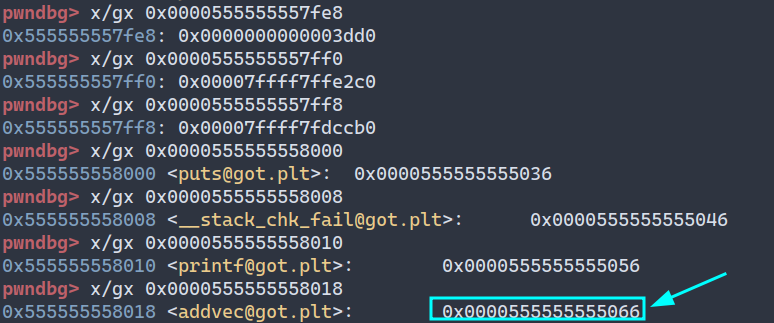 pwndbg> x/gx 0x0000555555557fe8
0x555555557fe8: 0x0000000000003dd0
pwndbg> x/gx 0x0000555555557ff0
0x555555557ff0: 0x00007ffff7ffe2c0
pwndbg> x/gx 0x0000555555557ff8
0x555555557ff8: 0x00007ffff7fdccb0
pwndbg> x/gx 0x0000555555558000
0x555555558000 <puts@got.plt>: 0x0000555555555036
pwndbg> x/gx 0x0000555555558008
0x555555558008 <__stack_chk_fail@got.plt>: 0x0000555555555046
pwndbg> x/gx 0x0000555555558010
0x555555558010 <printf@got.plt>: 0x0000555555555056
pwndbg> x/gx 0x0000555555558018
0x555555558018 <addvec@got.plt>: 0x0000555555555066